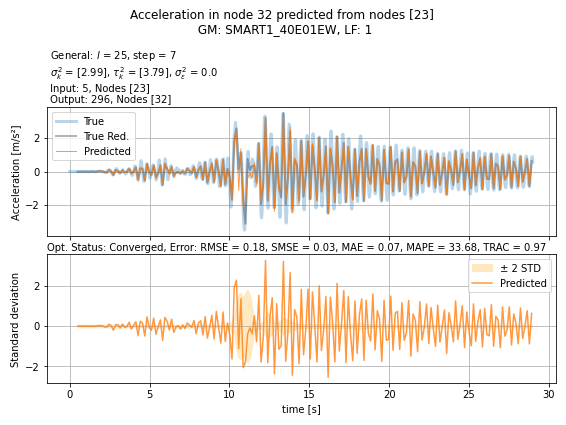 Acceleration in node 32 predicted from nodes [23]
GM: SMART1_40E01EW, LF: 1
General: l = 25, step = 7
σ²ₖ = [2.99], τ²ₖ = [3.79], σ²ε = 0.0
Input: 5, Nodes [23]
Output: 296, Nodes [32]
Acceleration [m/s²]
2
0
−2
True
True Red.
Predicted
Opt. Status: Converged, Error: RMSE = 0.18, SMSE = 0.03, MAE = 0.07, MAPE = 33.68, TRAC = 0.97
Standard deviation
2
0
−2
± 2 STD
Predicted
0 5 10 15 20 25 30
time [s]